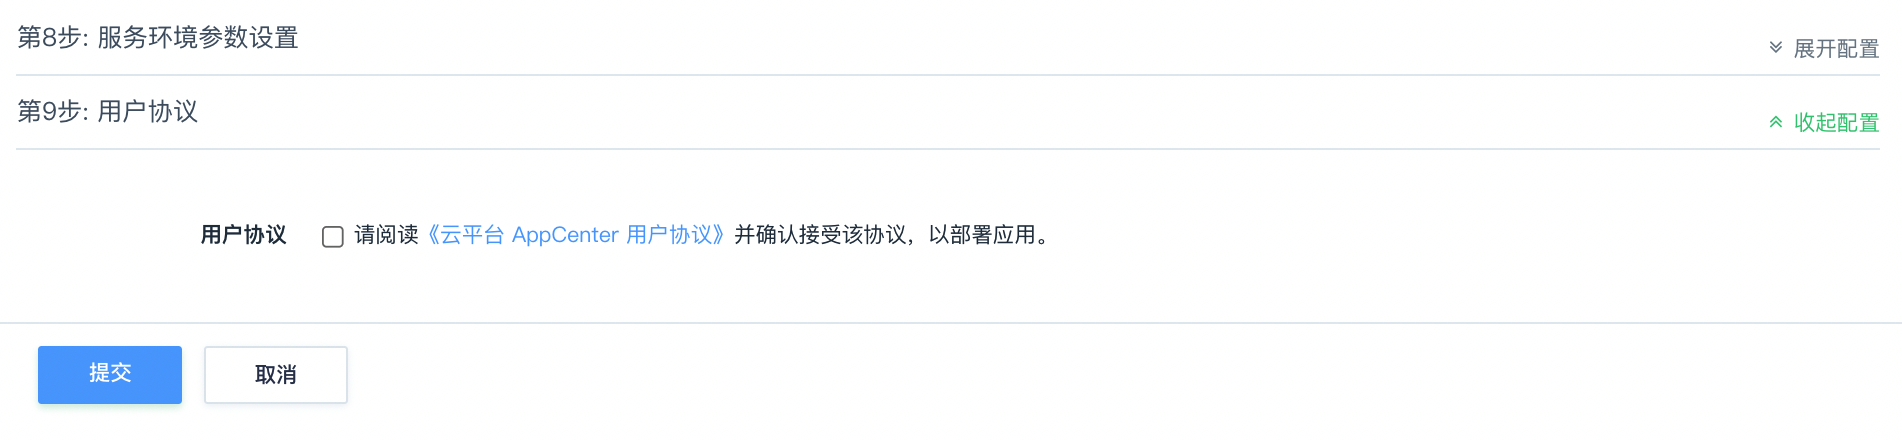 第8步: 服务环境参数设置
展开配置
第9步: 用户协议
收起配置
用户协议 请阅读《云平台 AppCenter 用户协议》并确认接受该协议，以部署应用。
提交 取消